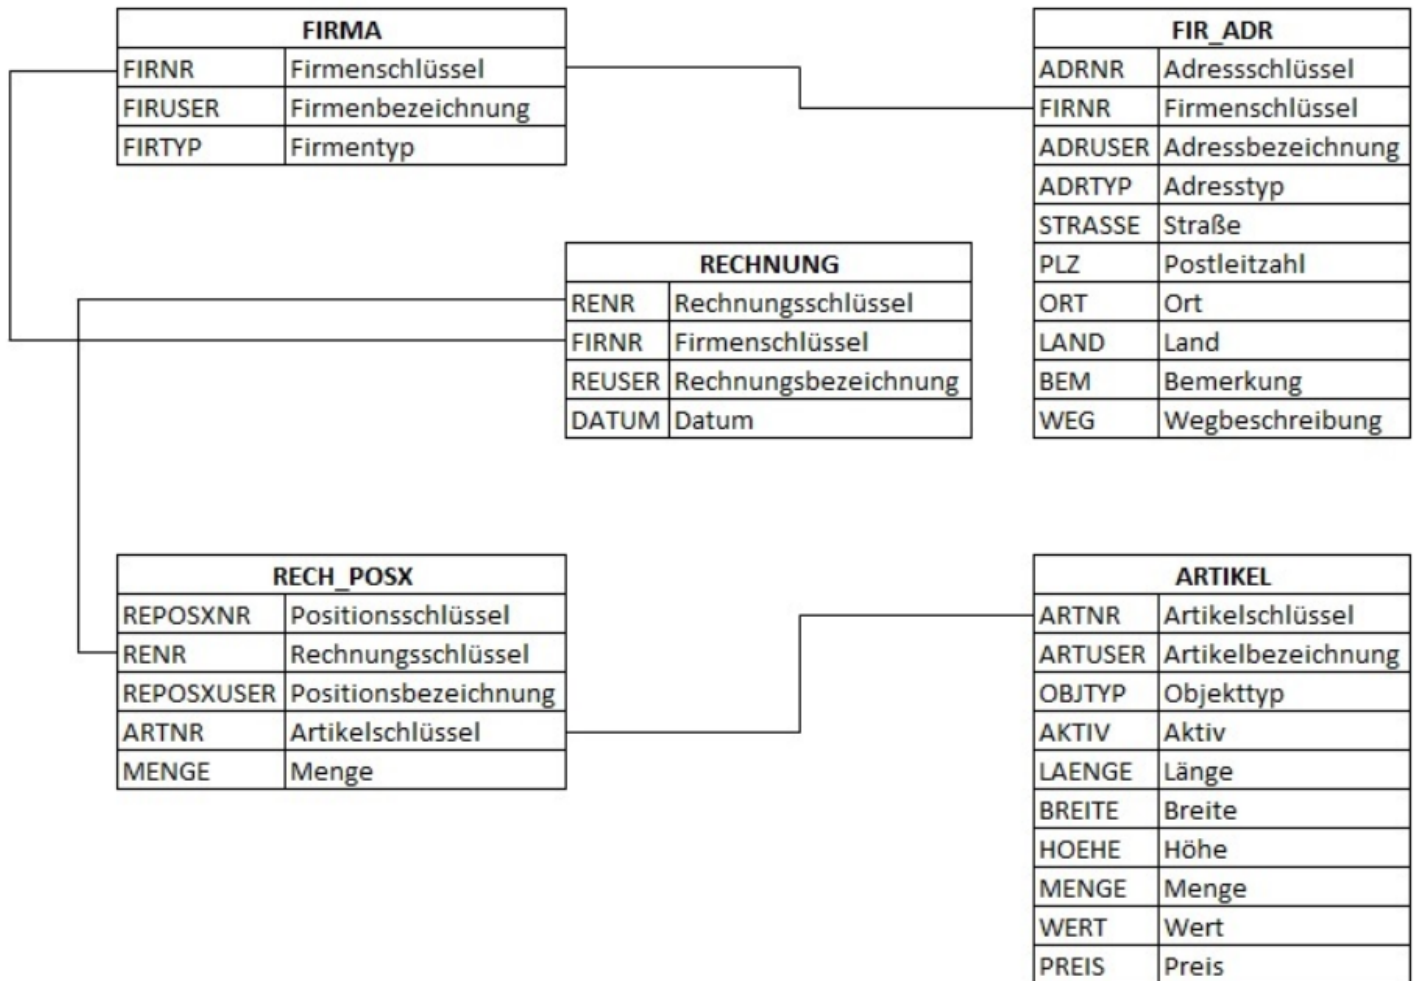 FIRMA
FIRNR Firmenschlüssel
FIRUSER Firmenbezeichnung
FIRTYP Firmentyp
FIR_ADR
ADRNR Adressschlüssel
FIRNR Firmenschlüssel
ADRUSER Adressbezeichnung
ADRTYP Adresstyp
STRASSE Straße
PLZ Postleitzahl
ORT Ort
LAND Land
BEM Bemerkung
WEG Wegbeschreibung
RECHNUNG
RENR Rechnungsschlüssel
FIRNR Firmenschlüssel
REUSER Rechnungsbezeichnung
DATUM Datum
RECH_POSX
REPOSXNR Positionsschlüssel
RENR Rechnungsschlüssel
REPOSXUSER Positionsbezeichnung
ARTNR Artikelschlüssel
MENGE Menge
ARTIKEL
ARTNR Artikelschlüssel
ARTUSER Artikelbezeichnung
OBJTYP Objekttyp
AKTIV Aktiv
LAENGE Länge
BREITE Breite
HOEHE Höhe
MENGE Menge
WERT Wert
PREIS Preis